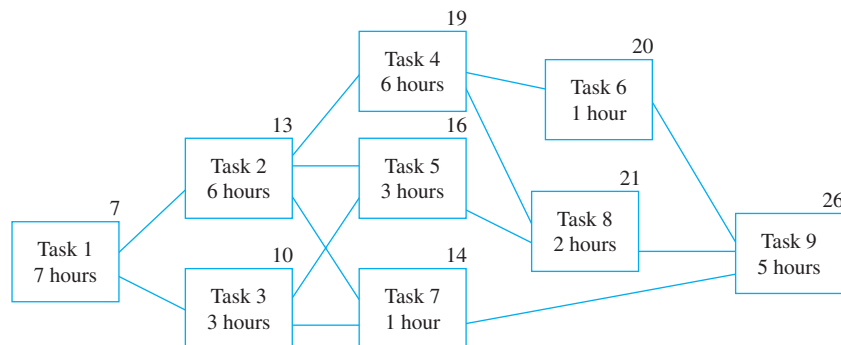 19
Task 4
6 hours
20
Task 6
1 hour
13
Task 2
6 hours
16
Task 5
3 hours
7
Task 1
7 hours
21
Task 8
2 hours
26
Task 9
5 hours
10
Task 3
3 hours
14
Task 7
1 hour